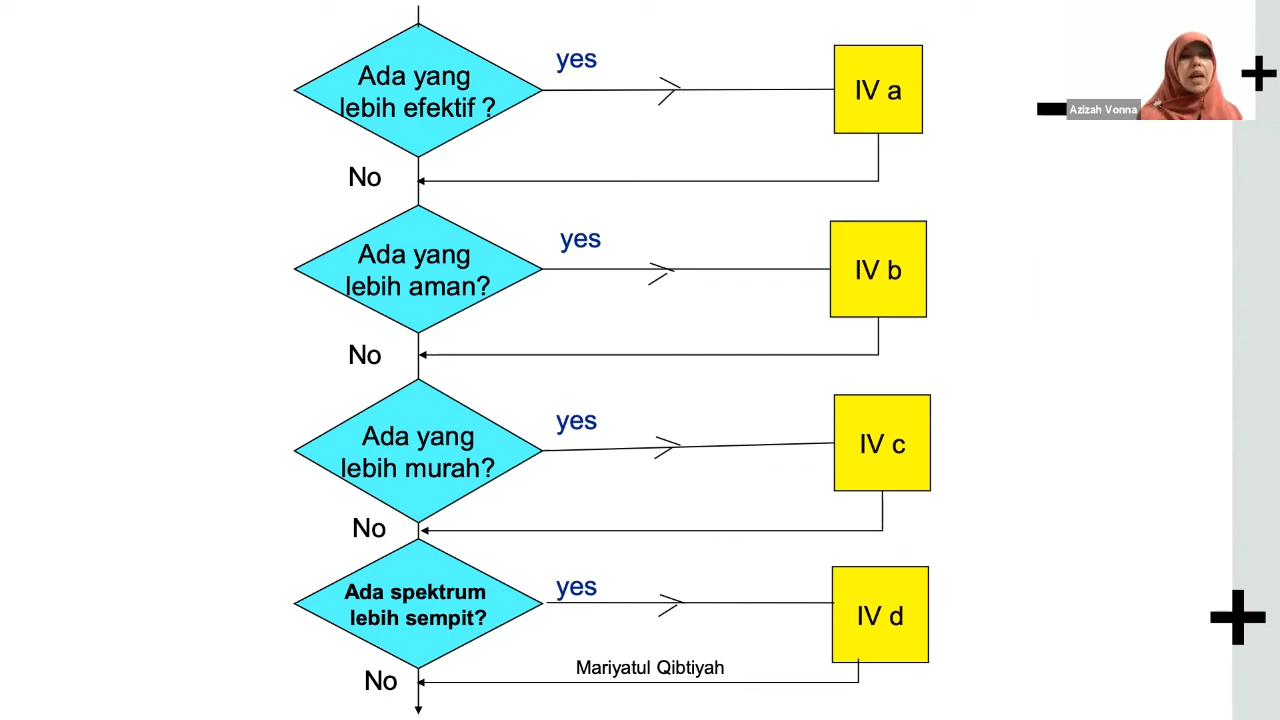 Ada yang
lebih efektif ?
yes
IV a
Azizah Vonna
No
Ada yang
lebih aman?
yes
IV b
No
Ada yang
lebih murah?
yes
IV c
No
Ada spektrum
lebih sempit?
yes
IV d
Mariyatul Qibtiyah
No